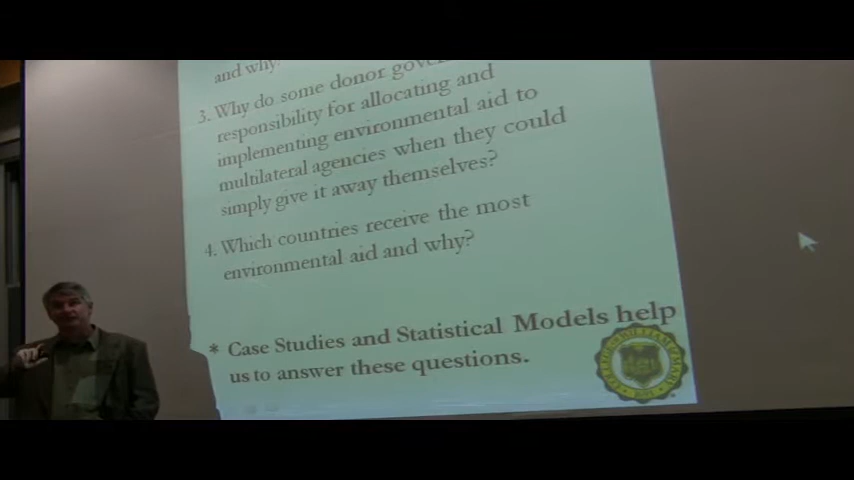 and why?
3. Why do some donor
responsibility for allocating and
implementing environmental aid to
multilateral agencies when they could
simply give it away themselves?
4. Which countries receive the most
environmental aid and why?
* Case Studies and Statistical Models help
us to answer these questions.